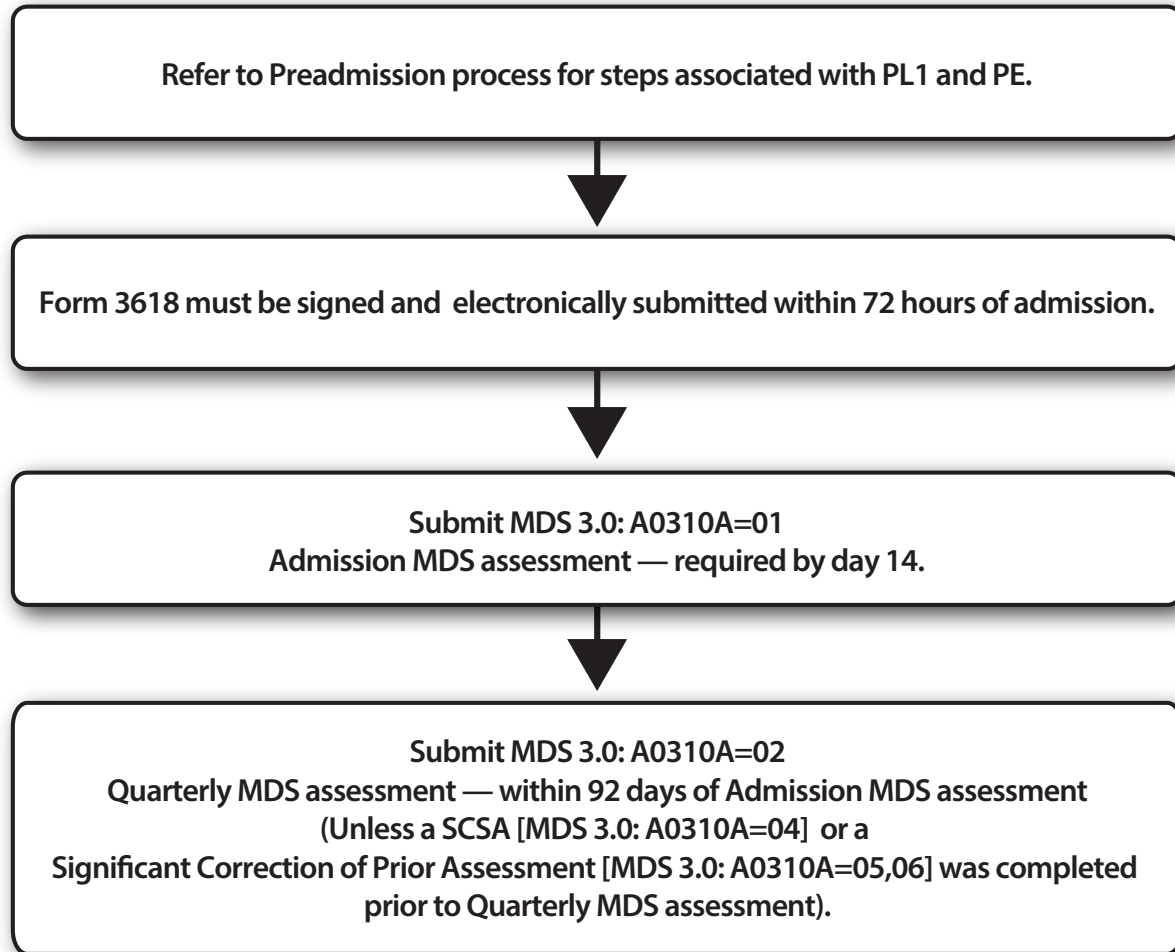 Refer to Preadmission process for steps associated with PL1 and PE.
Form 3618 must be signed and electronically submitted within 72 hours of admission.
Submit MDS 3.0: A0310A=01
Admission MDS assessment — required by day 14.
Submit MDS 3.0: A0310A=02
Quarterly MDS assessment — within 92 days of Admission MDS assessment
(Unless a SCSA [MDS 3.0: A0310A=04] or a
Significant Correction of Prior Assessment [MDS 3.0: A0310A=05,06] was completed
prior to Quarterly MDS assessment).